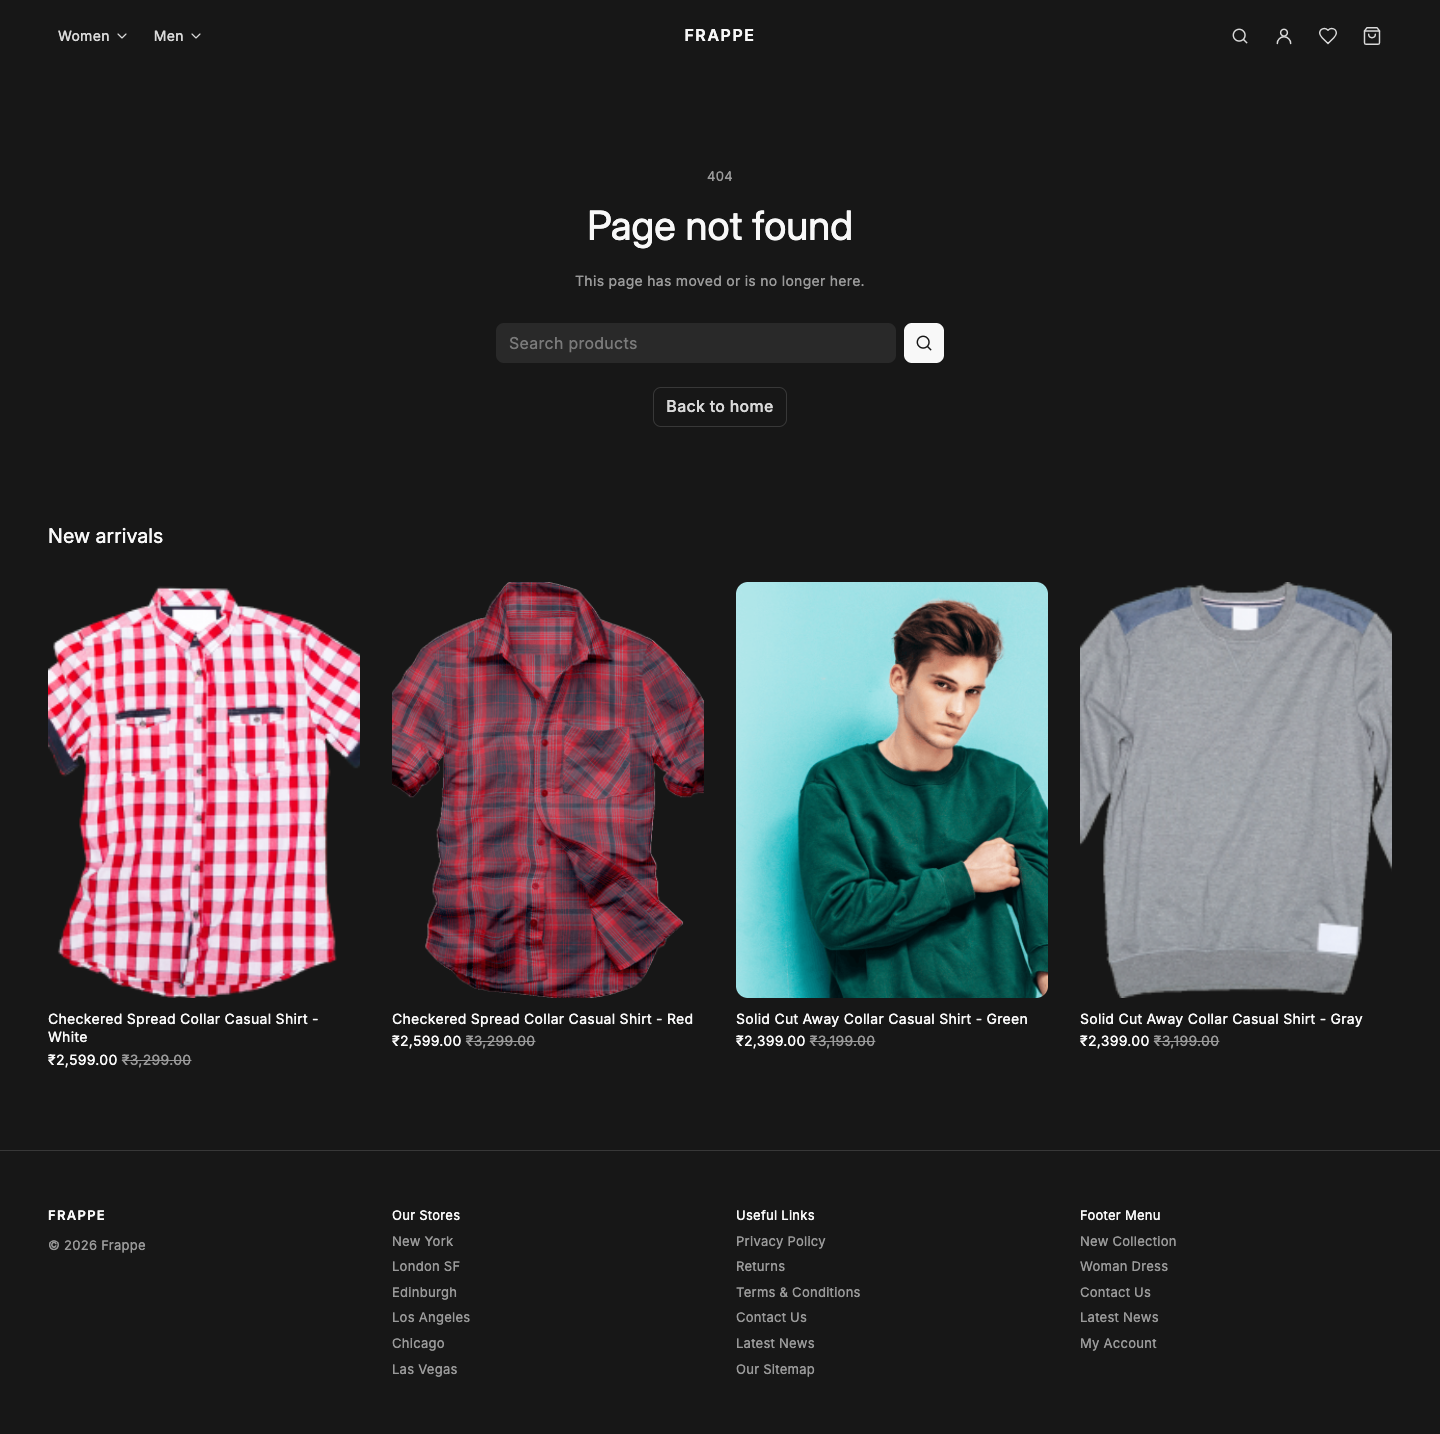 Women
Men
FRAPPE
404
Page not found
This page has moved or is no longer here.
Search products
Back to home
New arrivals
Checkered Spread Collar Casual Shirt -
White
₹2,599.00 ₹3,299.00
Checkered Spread Collar Casual Shirt - Red
₹2,599.00 ₹3,299.00
Solid Cut Away Collar Casual Shirt - Green
₹2,399.00 ₹3,199.00
Solid Cut Away Collar Casual Shirt - Gray
₹2,399.00 ₹3,199.00
FRAPPE
© 2026 Frappe
Our Stores
New York
London SF
Edinburgh
Los Angeles
Chicago
Las Vegas
Useful Links
Privacy Policy
Returns
Terms & Conditions
Contact Us
Latest News
Our Sitemap
Footer Menu
New Collection
Woman Dress
Contact Us
Latest News
My Account